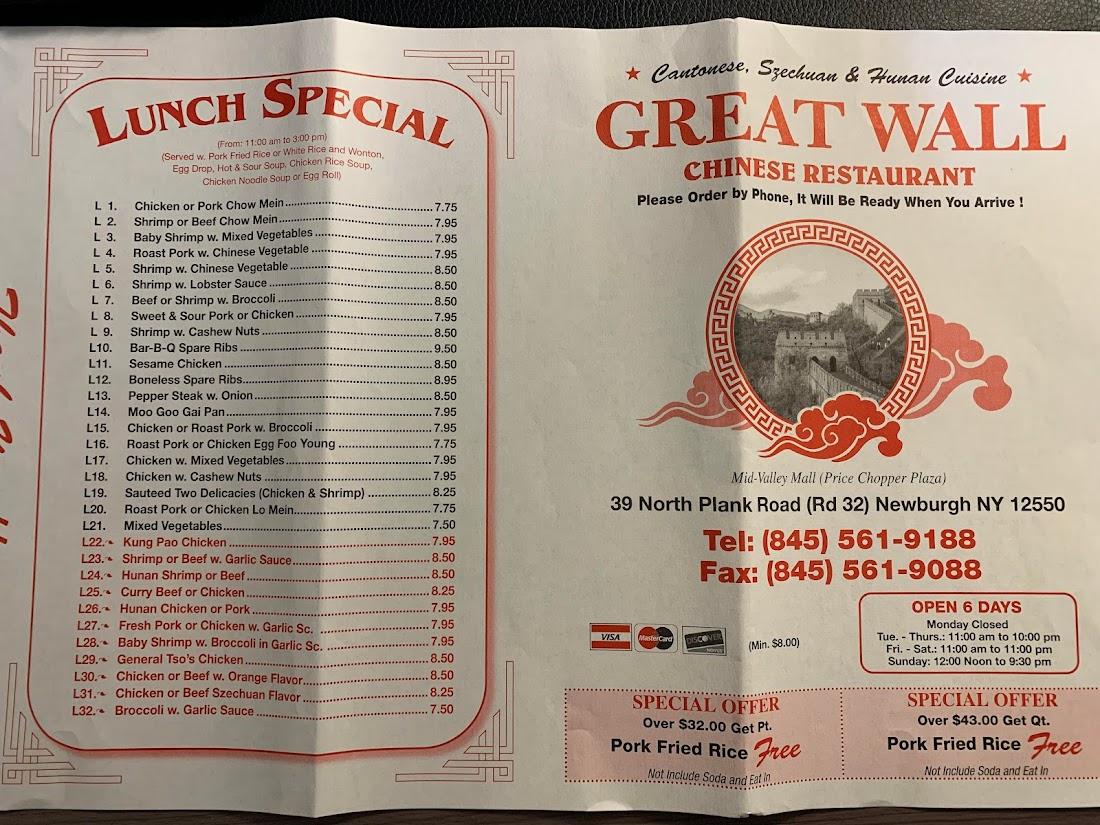 LUNCH SPECIAL
(From: 11:00 am to 3:00 pm)
(Served w. Pork Fried Rice or White Rice and Wonton,
Egg Drop, Hot & Sour Soup, Chicken Rice Soup,
Chicken Noodle Soup or Egg Roll)
L 1. Chicken or Pork Chow Mein 7.75
L 2. Shrimp or Beef Chow Mein 7.95
L 3. Baby Shrimp w. Mixed Vegetables 7.95
L 4. Roast Pork w. Chinese Vegetable 7.95
L 5. Shrimp w. Chinese Vegetable 8.50
L 6. Shrimp w. Lobster Sauce 8.50
L 7. Beef or Shrimp w. Broccoli 8.50
L 8. Sweet & Sour Pork or Chicken 7.95
L 9. Shrimp w. Cashew Nuts 8.50
L10. Bar-B-Q Spare Ribs 9.50
L11. Sesame Chicken 8.50
L12. Boneless Spare Ribs 8.95
L13. Pepper Steak w. Onion 8.50
L14. Moo Goo Gai Pan 7.95
L15. Chicken or Roast Pork w. Broccoli 7.95
L16. Roast Pork or Chicken Egg Foo Young 7.75
L17. Chicken w. Mixed Vegetables 7.95
L18. Chicken w. Cashew Nuts 7.95
L19. Sauteed Two Delicacies (Chicken & Shrimp) 8.25
L20. Roast Pork or Chicken Lo Mein 7.75
L21. Mixed Vegetables 7.50
L22. Kung Pao Chicken 7.95
L23. Shrimp or Beef w. Garlic Sauce 8.50
L24. Hunan Shrimp or Beef 8.50
L25. Curry Beef or Chicken 8.25
L26. Hunan Chicken or Pork 7.95
L27. Fresh Pork or Chicken w. Garlic Sc. 7.95
L28. Baby Shrimp w. Broccoli in Garlic Sc. 7.95
L29. General Tso's Chicken 8.50
L30. Chicken or Beef w. Orange Flavor 8.50
L31. Chicken or Beef Szechuan Flavor 8.25
L32. Broccoli w. Garlic Sauce 7.50
Cantonese, Szechuan & Hunan Cuisine
GREAT WALL
CHINESE RESTAURANT
Please Order by Phone, It Will Be Ready When You Arrive !
Mid-Valley Mall (Price Chopper Plaza)
39 North Plank Road (Rd 32) Newburgh NY 12550
Tel: (845) 561-9188
Fax: (845) 561-9088
VISA MasterCard DISCOVER (Min. $8.00)
OPEN 6 DAYS
Monday Closed
Tue. - Thurs.: 11:00 am to 10:00 pm
Fri. - Sat.: 11:00 am to 11:00 pm
Sunday: 12:00 Noon to 9:30 pm
SPECIAL OFFER
Over $32.00 Get Pt.
Pork Fried Rice Free
Not Include Soda and Eat In
SPECIAL OFFER
Over $43.00 Get Qt.
Pork Fried Rice Free
Not Include Soda and Eat In